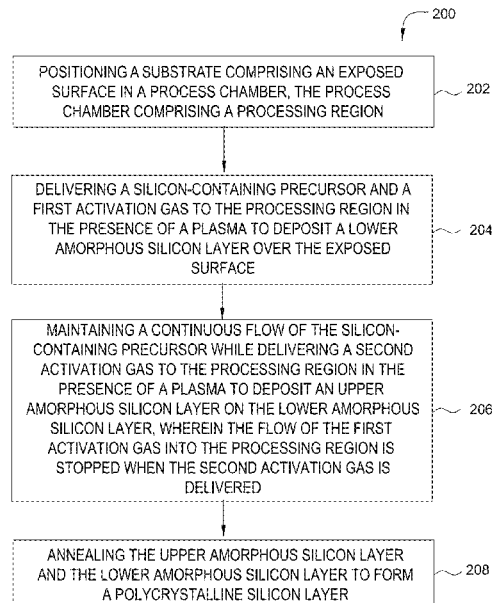 200
POSITIONING A SUBSTRATE COMPRISING AN EXPOSED
SURFACE IN A PROCESS CHAMBER, THE PROCESS
CHAMBER COMPRISING A PROCESSING REGION
202
DELIVERING A SILICON-CONTAINING PRECURSOR AND A
FIRST ACTIVATION GAS TO THE PROCESSING REGION IN
THE PRESENCE OF A PLASMA TO DEPOSIT A LOWER
AMORPHOUS SILICON LAYER OVER THE EXPOSED
SURFACE
204
MAINTAINING A CONTINUOUS FLOW OF THE SILICON-
CONTAINING PRECURSOR WHILE DELIVERING A SECOND
ACTIVATION GAS TO THE PROCESSING REGION IN THE
PRESENCE OF A PLASMA TO DEPOSIT AN UPPER
AMORPHOUS SILICON LAYER ON THE LOWER AMORPHOUS
SILICON LAYER, WHEREIN THE FLOW OF THE FIRST
ACTIVATION GAS INTO THE PROCESSING REGION IS
STOPPED WHEN THE SECOND ACTIVATION GAS IS
DELIVERED
206
ANNEALING THE UPPER AMORPHOUS SILICON LAYER
AND THE LOWER AMORPHOUS SILICON LAYER TO FORM
A POLYCRYSTALLINE SILICON LAYER
208